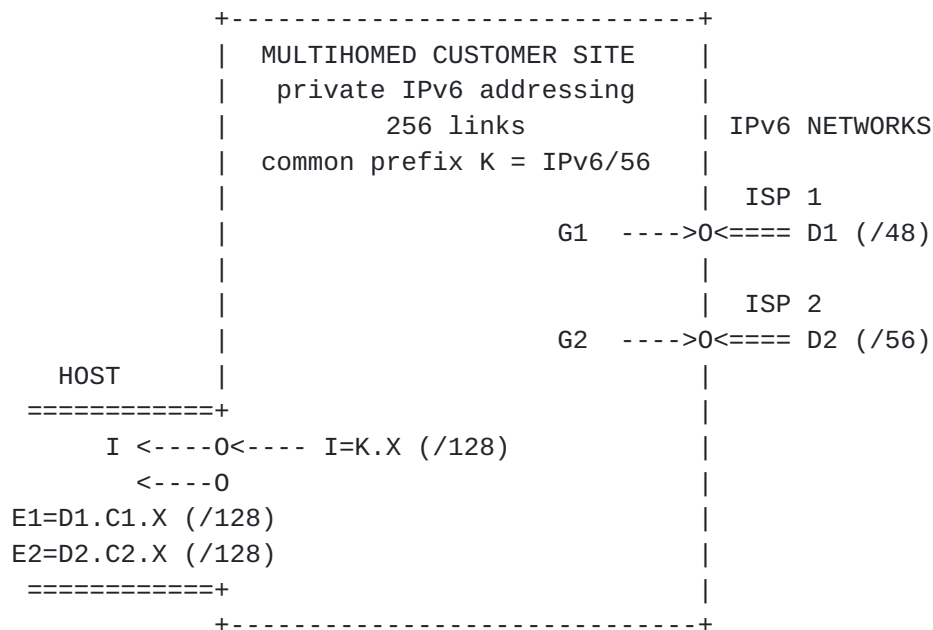 +------------------------------+
| MULTIHOMED CUSTOMER SITE |
| private IPv6 addressing |
| 256 links | IPv6 NETWORKS
| common prefix K = IPv6/56 |
| | ISP 1
| G1 ---->O<==== D1 (/48)
| |
| | ISP 2
| G2 ---->O<==== D2 (/56)
HOST | |
============+ |
I <----O<---- I=K.X (/128) |
<----O |
E1=D1.C1.X (/128) |
E2=D2.C2.X (/128) |
============+ |
+------------------------------+